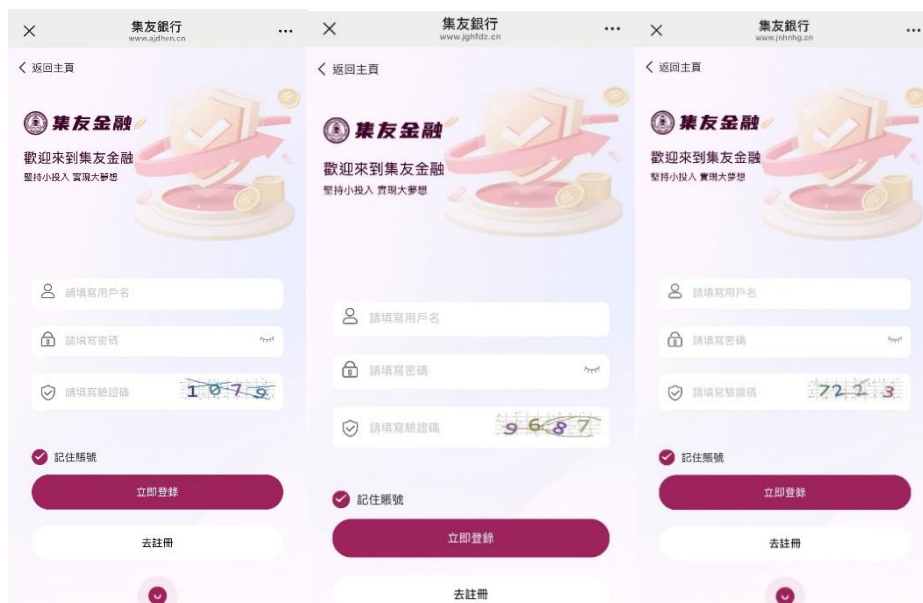 集友銀行
www.ajdhvn.cn
返回主頁
集友金融
歡迎來到集友金融
堅持小投入 實現大夢想
請填寫用戶名
請填寫密碼
請填寫驗證碼
1079
記住賬號
立即登錄
去註冊
集友銀行
www.jghfdz.cn
返回主頁
集友金融
歡迎來到集友金融
堅持小投入 實現大夢想
請填寫用戶名
請填寫密碼
請填寫驗證碼
9687
記住賬號
立即登錄
去註冊
集友銀行
www.jnhnhg.cn
返回主頁
集友金融
歡迎來到集友金融
堅持小投入 實現大夢想
請填寫用戶名
請填寫密碼
請填寫驗證碼
7223
記住賬號
立即登錄
去註冊